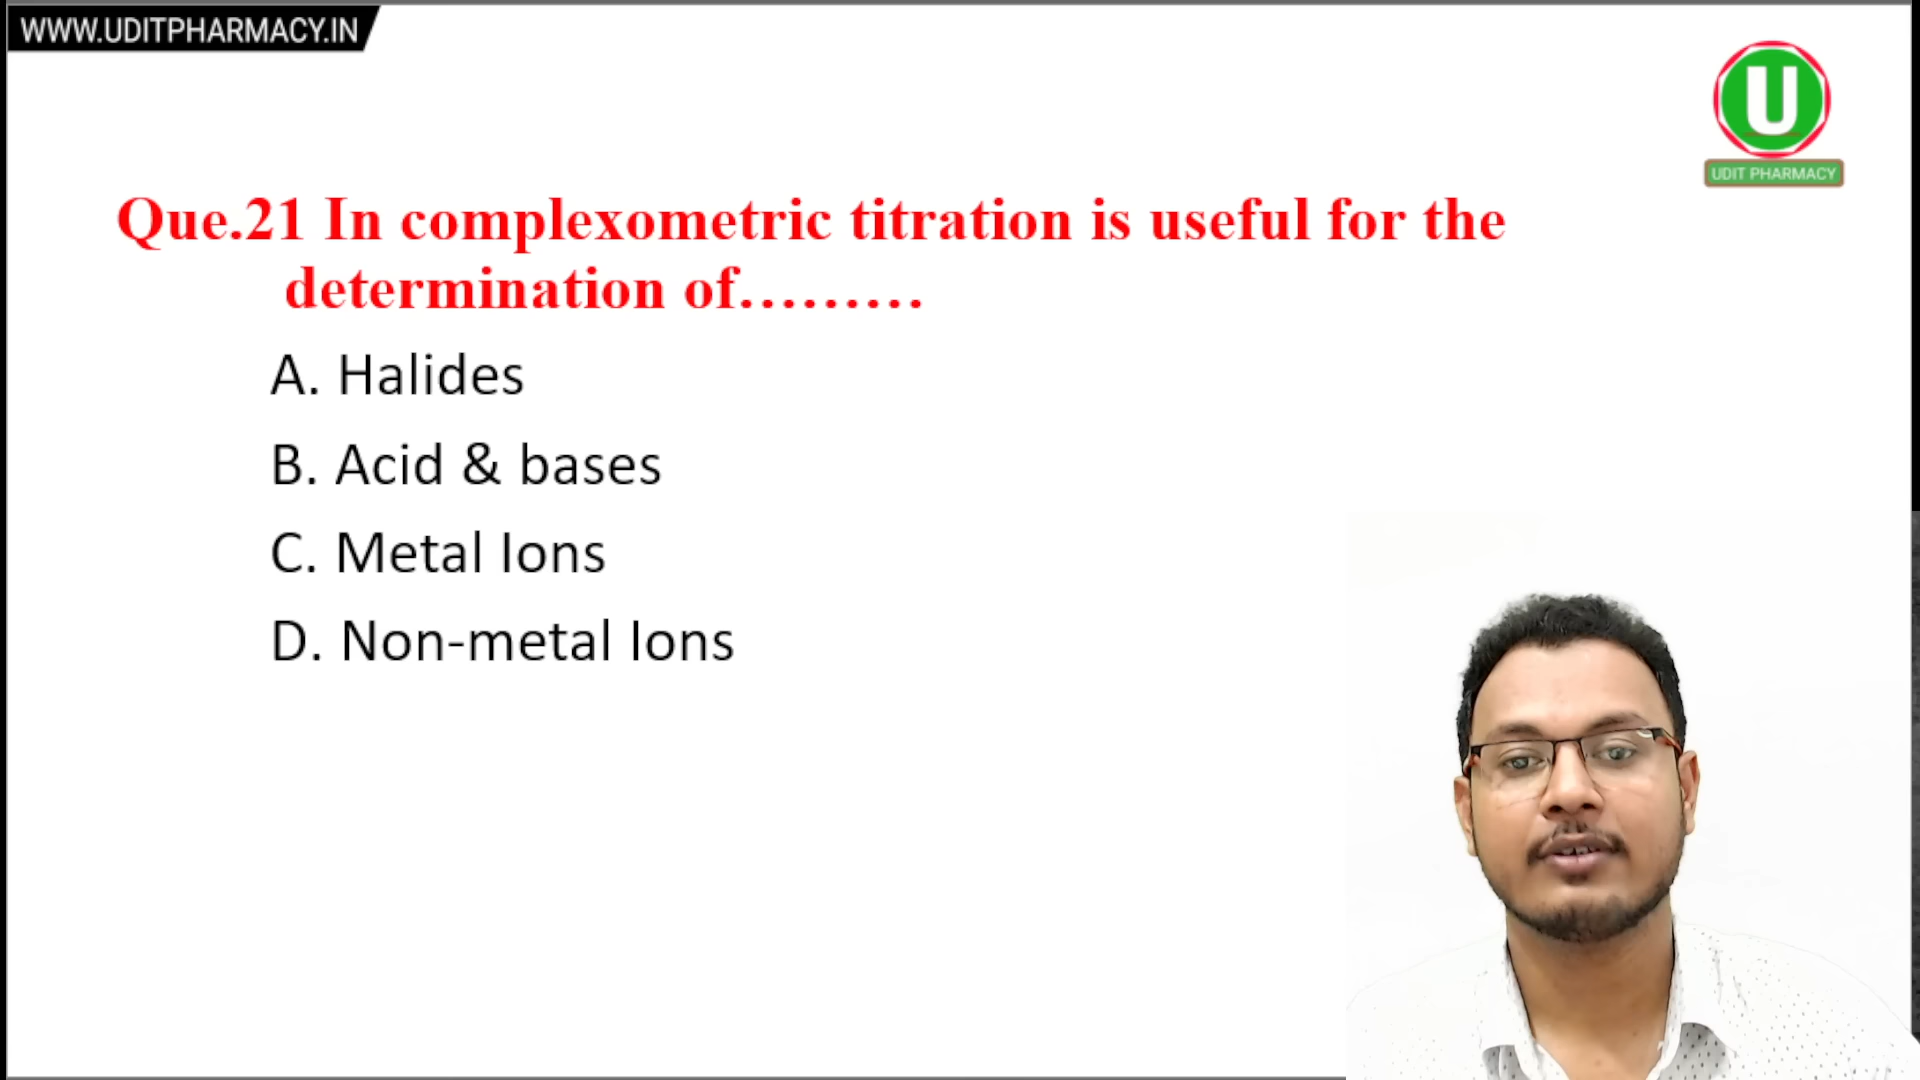 WWW.UDITPHARMACY.IN
U
UDIT PHARMACY
Que.21 In complexometric titration is useful for the
determination of.........
A. Halides
B. Acid & bases
C. Metal Ions
D. Non-metal Ions